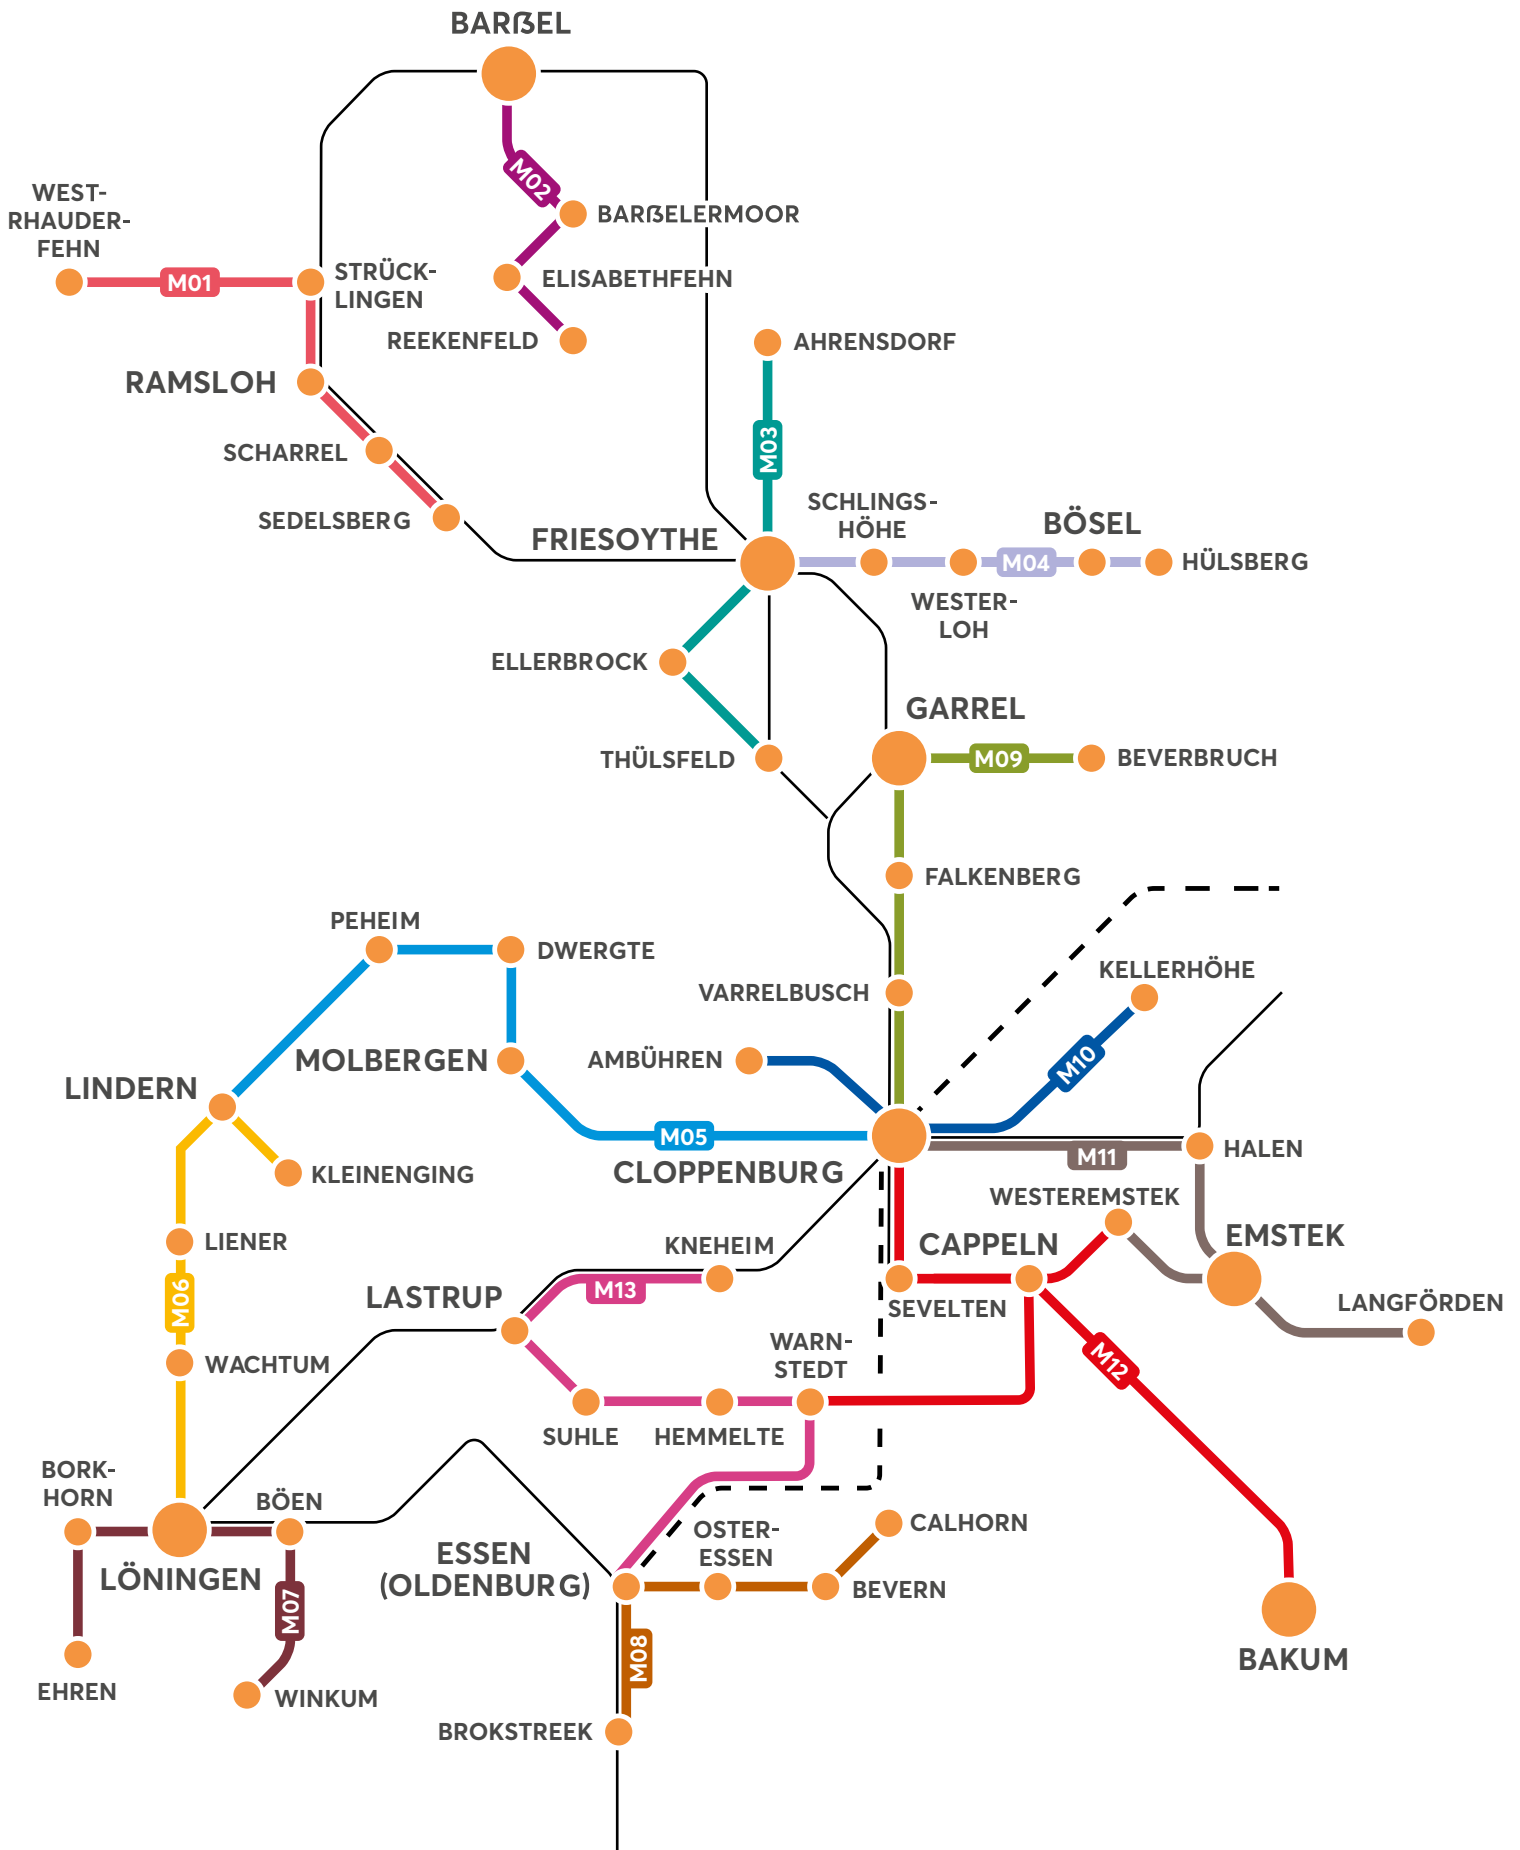 BARẞEL
M02
WEST-
RHAUDER-
FEHN
BARẞELERMOOR
M01
STRÜCK-
LINGEN
ELISABETHFEHN
REEKENFELD
AHRENSDORF
RAMSLOH
SCHARREL
M03
SEDELSBERG
SCHLINGS-
HÖHE
BÖSEL
FRIESOYTHE
M04
HÜLSBERG
WESTER-
LOH
ELLERBROCK
GARREL
THÜLSFELD
M09
BEVERBRUCH
FALKENBERG
PEHEIM
DWERGTE
KELLERHÖHE
VARRELBUSCH
MOLBERGEN
AMBÜHREN
M10
LINDERN
M05
M11
HALEN
KLEINENGING
CLOPPENBURG
WESTEREMSTEK
LIENER
KNEHEIM
CAPPELN
EMSTEK
M06
LASTRUP
M13
SEVELTEN
LANGFÖRDEN
WACHTUM
WARN-
STEDT
M12
SUHLE
HEMMELTE
BORK-
HORN
BÖEN
OSTER-
ESSEN
CALHORN
LÖNINGEN
ESSEN
(OLDENBURG)
BEVERN
M07
M08
BAKUM
EHREN
WINKUM
BROKSTREEK